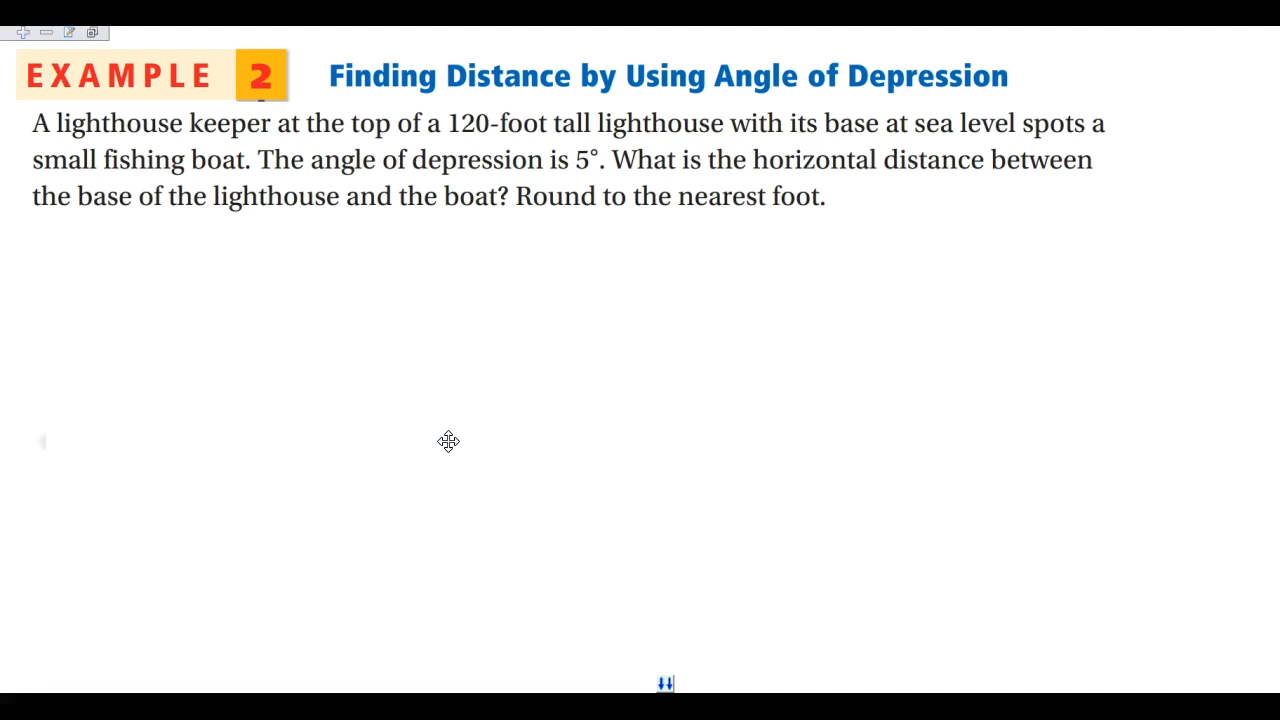 EXAMPLE 2 Finding Distance by Using Angle of Depression
A lighthouse keeper at the top of a 120-foot tall lighthouse with its base at sea level spots a
small fishing boat. The angle of depression is 5°. What is the horizontal distance between
the base of the lighthouse and the boat? Round to the nearest foot.